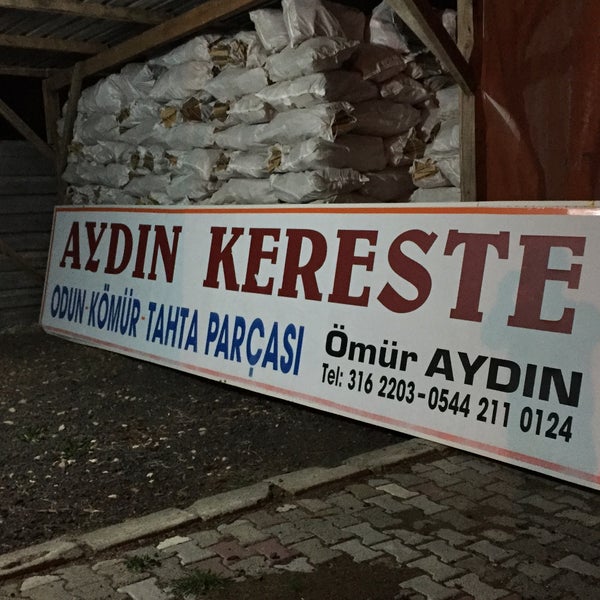 AYDIN KERESTE
ODUN-KÖMÜR-TAHTA PARÇASI
Ömür AYDIN
Tel: 316 2203-0544 211 0124